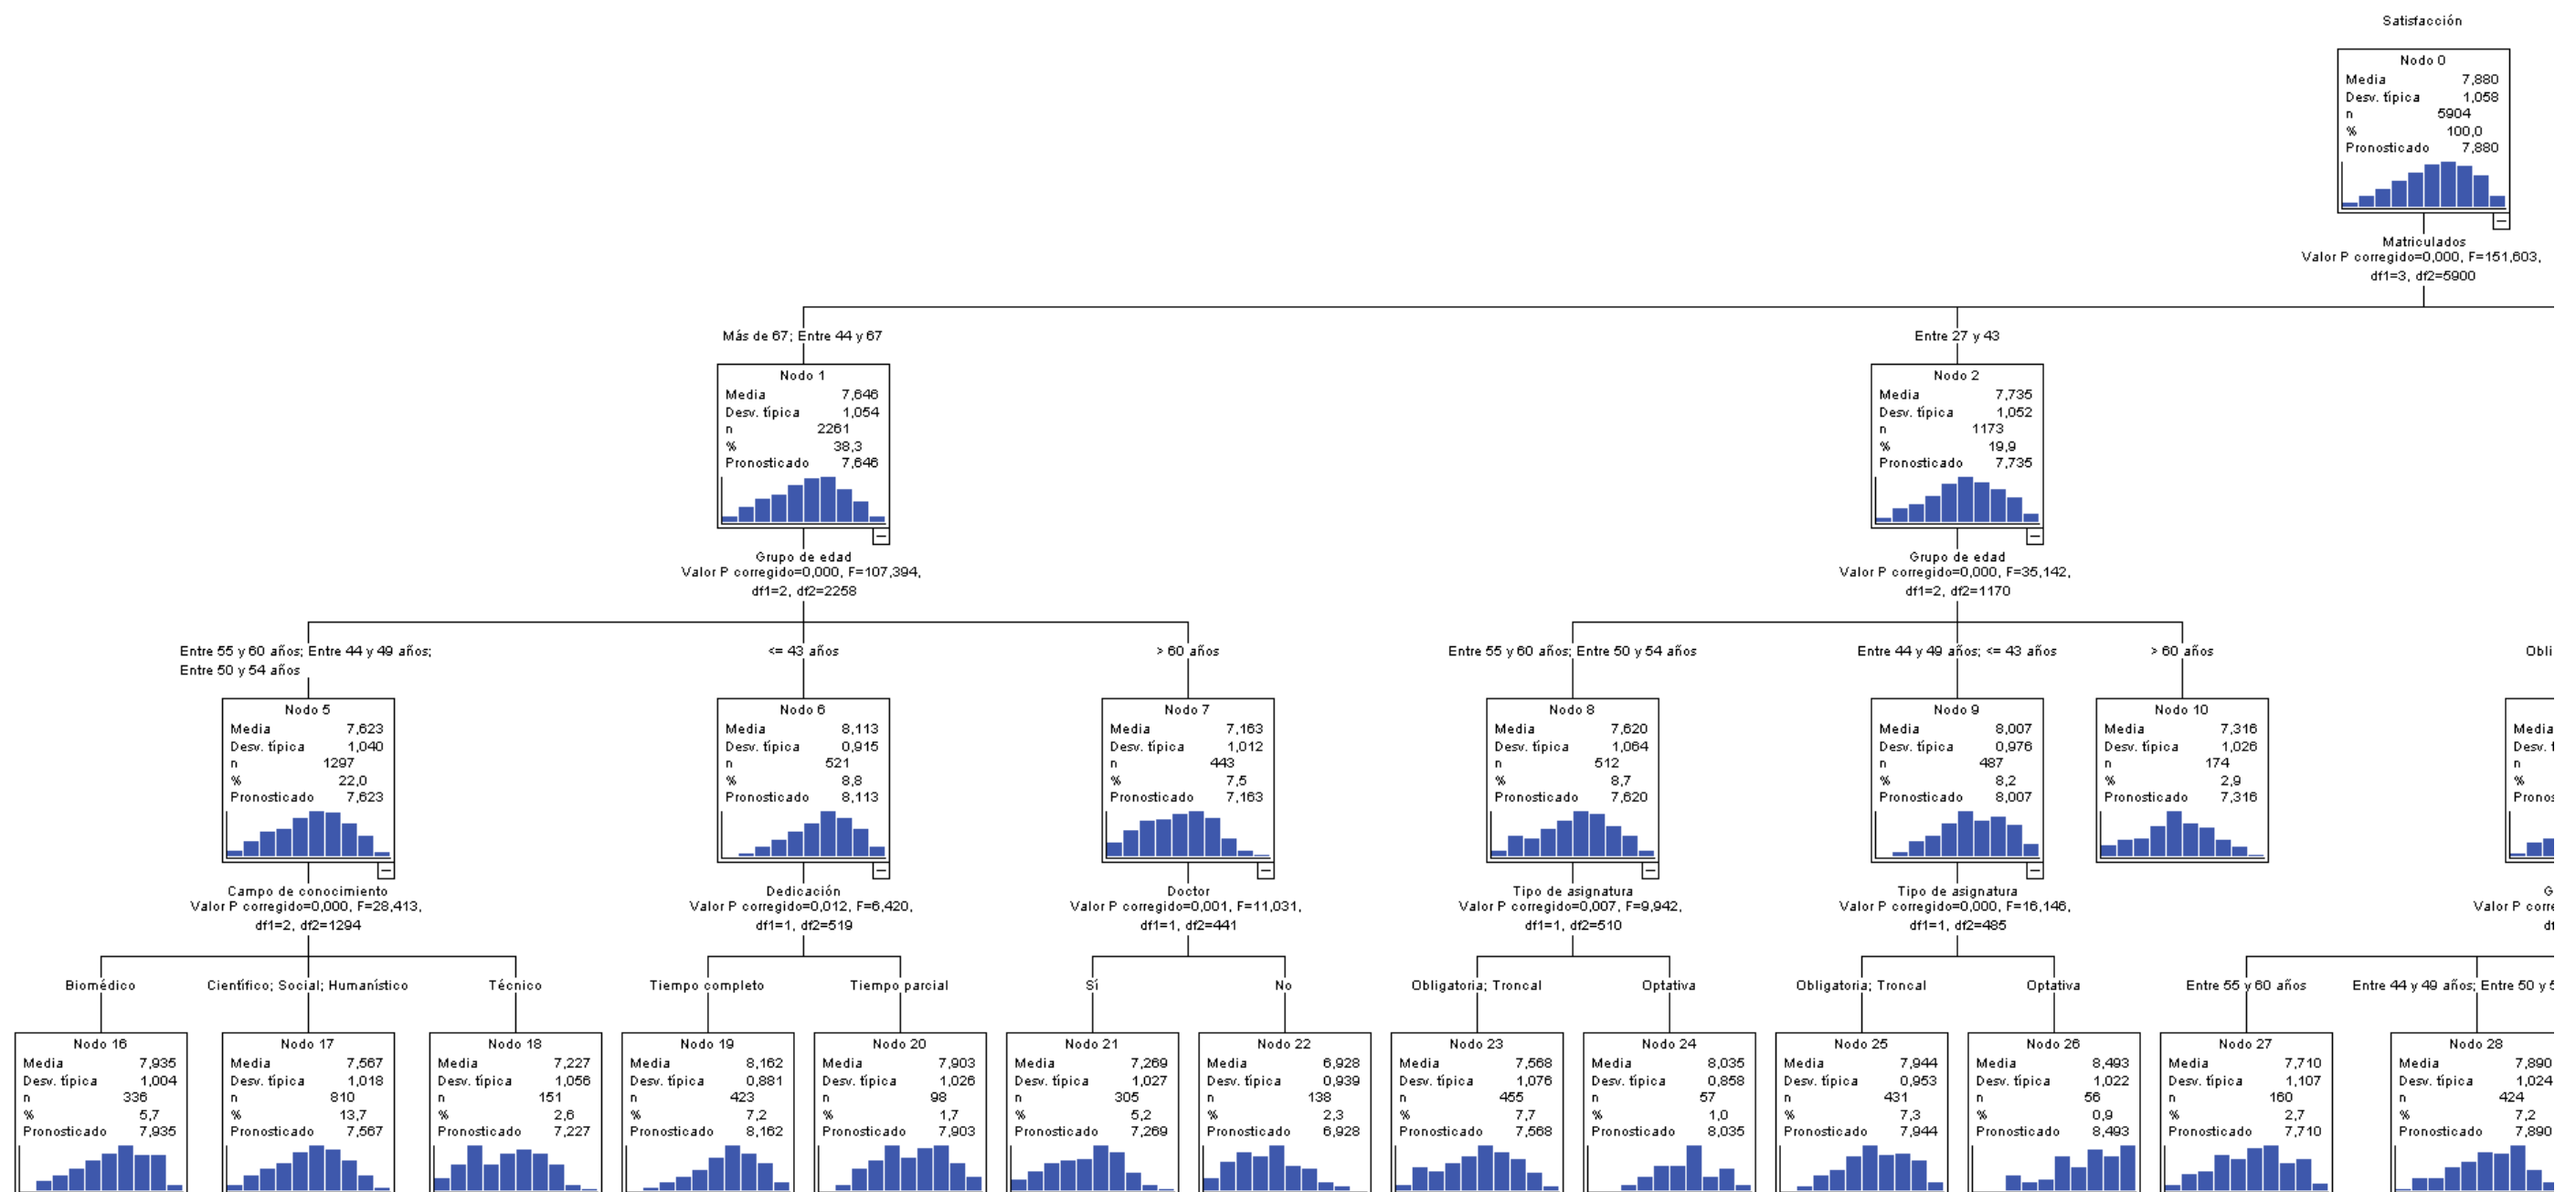 Satisfacción
Nodo 0
Media 7,880
Desv. típica 1,058
n 5904
% 100,0
Pronosticado 7,880
Matriculados
Valor P corregido=0,000, F=151,603,
df1=3, df2=5900
Más de 67; Entre 44 y 67
Entre 27 y 43
Nodo 1
Media 7,646
Desv. típica 1,054
n 2261
% 38,3
Pronosticado 7,646
Nodo 2
Media 7,735
Desv. típica 1,052
n 1173
% 19,9
Pronosticado 7,735
Grupo de edad
Valor P corregido=0,000, F=107,394,
df1=2, df2=2258
Grupo de edad
Valor P corregido=0,000, F=35,142,
df1=2, df2=1170
Entre 55 y 60 años; Entre 44 y 49 años;
Entre 50 y 54 años
<= 43 años
> 60 años
Entre 55 y 60 años; Entre 50 y 54 años
Entre 44 y 49 años; <= 43 años
> 60 años
Obli
Nodo 5
Media 7,623
Desv. típica 1,040
n 1297
% 22,0
Pronosticado 7,623
Nodo 6
Media 8,113
Desv. típica 0,915
n 521
% 8,8
Pronosticado 8,113
Nodo 7
Media 7,163
Desv. típica 1,012
n 443
% 7,5
Pronosticado 7,163
Nodo 8
Media 7,620
Desv. típica 1,064
n 512
% 8,7
Pronosticado 7,620
Nodo 9
Media 8,007
Desv. típica 0,976
n 487
% 8,2
Pronosticado 8,007
Nodo 10
Media 7,316
Desv. típica 1,026
n 174
% 2,9
Pronosticado 7,316
Media
Desv. t
n
%
Pronos
Campo de conocimiento
Valor P corregido=0,000, F=28,413,
df1=2, df2=1294
Dedicación
Valor P corregido=0,012, F=6,420,
df1=1, df2=519
Doctor
Valor P corregido=0,001, F=11,031,
df1=1, df2=441
Tipo de asignatura
Valor P corregido=0,007, F=9,942,
df1=1, df2=510
Tipo de asignatura
Valor P corregido=0,000, F=16,146,
df1=1, df2=485
G
Valor P corre
df
Biomédico
Científico; Social; Humanístico
Técnico
Tiempo completo
Tiempo parcial
Sí
No
Obligatoria; Troncal
Optativa
Obligatoria; Troncal
Optativa
Entre 55 y 60 años
Entre 44 y 49 años; Entre 50 y 5
Nodo 16
Media 7,935
Desv. típica 1,004
n 336
% 5,7
Pronosticado 7,935
Nodo 17
Media 7,567
Desv. típica 1,018
n 810
% 13,7
Pronosticado 7,567
Nodo 18
Media 7,227
Desv. típica 1,056
n 151
% 2,6
Pronosticado 7,227
Nodo 19
Media 8,162
Desv. típica 0,881
n 423
% 7,2
Pronosticado 8,162
Nodo 20
Media 7,903
Desv. típica 1,026
n 98
% 1,7
Pronosticado 7,903
Nodo 21
Media 7,269
Desv. típica 1,027
n 305
% 5,2
Pronosticado 7,269
Nodo 22
Media 6,928
Desv. típica 0,939
n 138
% 2,3
Pronosticado 6,928
Nodo 23
Media 7,568
Desv. típica 1,076
n 455
% 7,7
Pronosticado 7,568
Nodo 24
Media 8,035
Desv. típica 0,858
n 57
% 1,0
Pronosticado 8,035
Nodo 25
Media 7,944
Desv. típica 0,953
n 431
% 7,3
Pronosticado 7,944
Nodo 26
Media 8,493
Desv. típica 1,022
n 56
% 0,9
Pronosticado 8,493
Nodo 27
Media 7,710
Desv. típica 1,107
n 160
% 2,7
Pronosticado 7,710
Nodo 28
Media 7,890
Desv. típica 1,024
n 424
% 7,2
Pronosticado 7,890